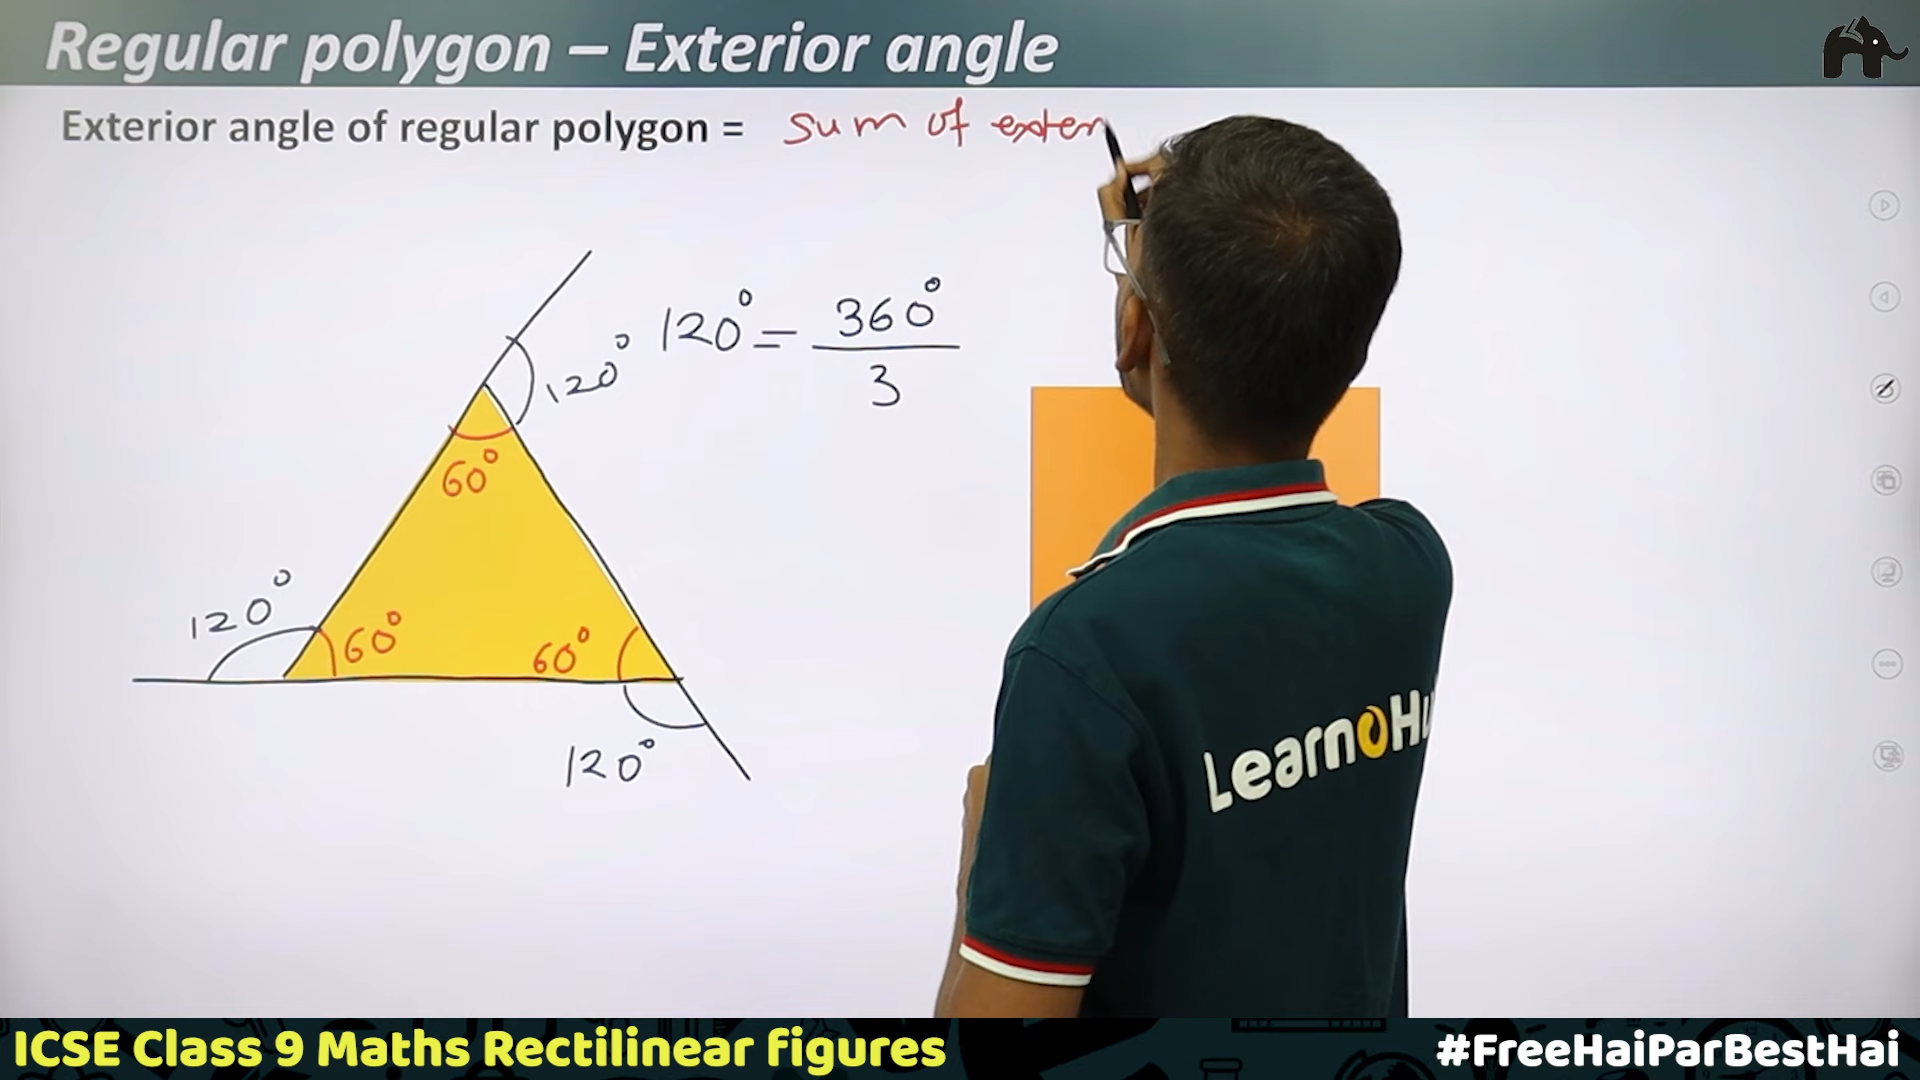 Regular polygon – Exterior angle
Exterior angle of regular polygon = sum of exter
120° 120° = 360°
3
60°
120° 60° 60°
120°
LearnoHu
ICSE Class 9 Maths Rectilinear figures
#FreeHaiParBestHai